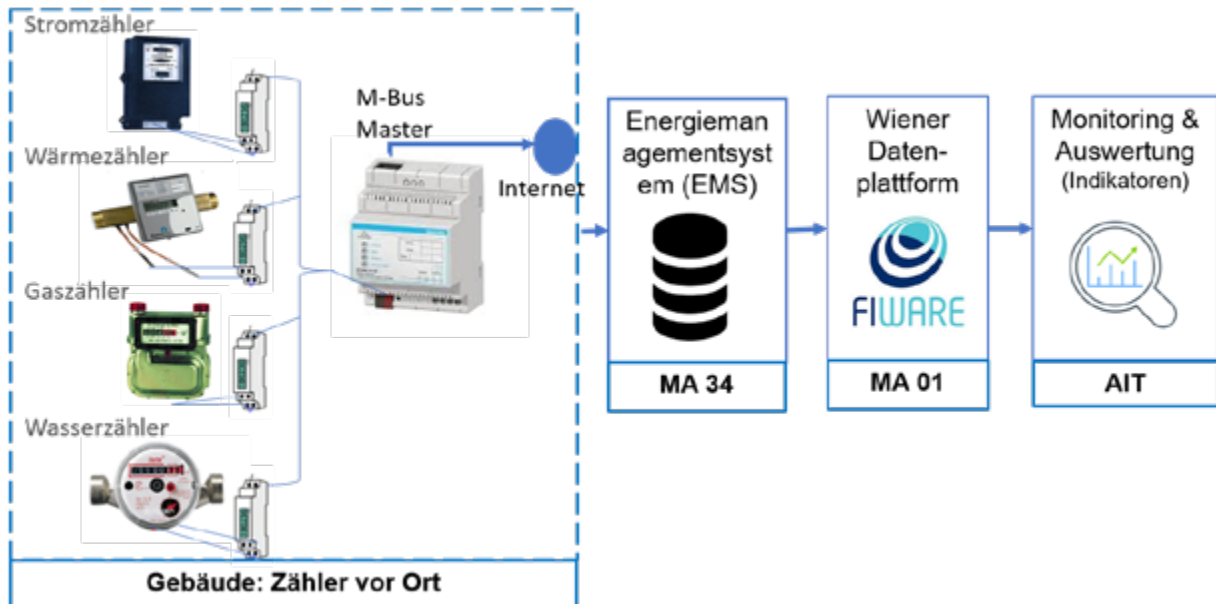 Stromzähler
Wärmezähler
Gaszähler
Wasserzähler
M-Bus
Master
Internet
Gebäude: Zähler vor Ort
Energieman
agementsyst
em (EMS)
MA 34
Wiener
Daten-
plattform
FIWARE
MA 01
Monitoring &
Auswertung
(Indikatoren)
AIT